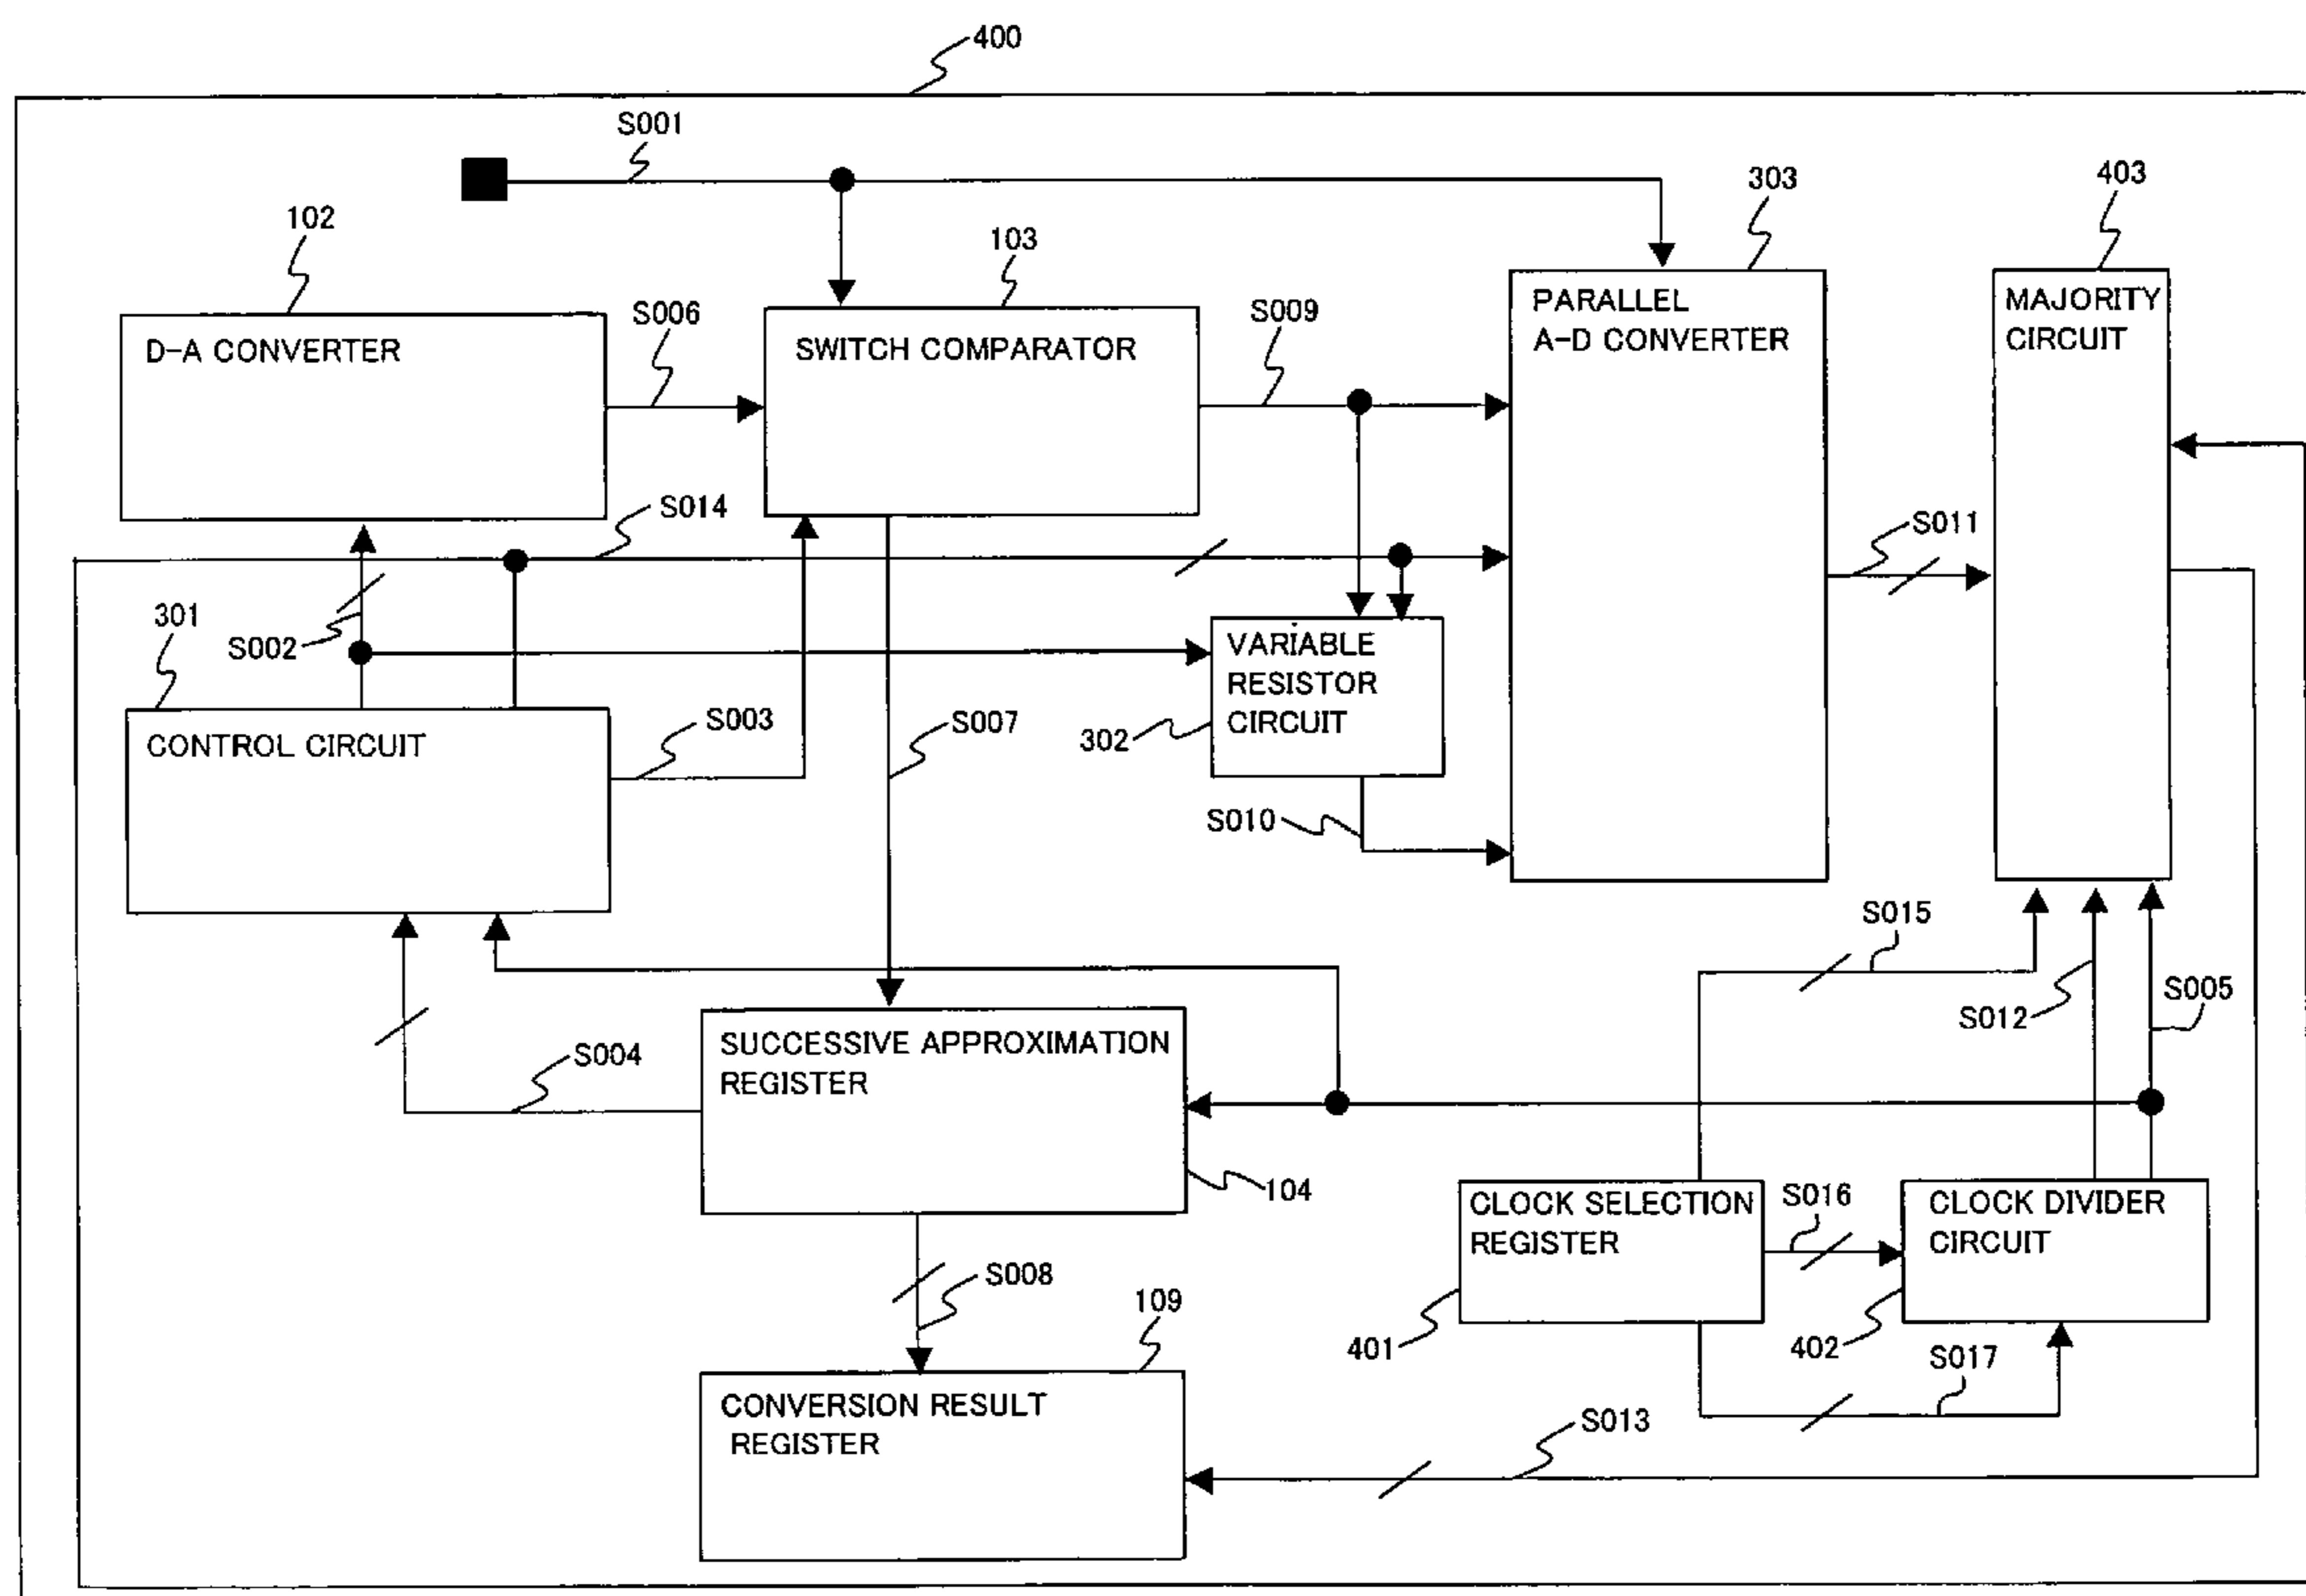 400
S001
303
403
102
103
D-A CONVERTER
S006
SWITCH COMPARATOR
S009
PARALLEL
A-D CONVERTER
MAJORITY
CIRCUIT
S014
S011
301
S002
VARIABLE
RESISTOR
CIRCUIT
302
CONTROL CIRCUIT
S003
S007
S010
S015
S012
S005
S004
SUCCESSIVE APPROXIMATION
REGISTER
104
CLOCK SELECTION
REGISTER
S016
CLOCK DIVIDER
CIRCUIT
S008
109
401
402
S017
CONVERSION RESULT
REGISTER
S013